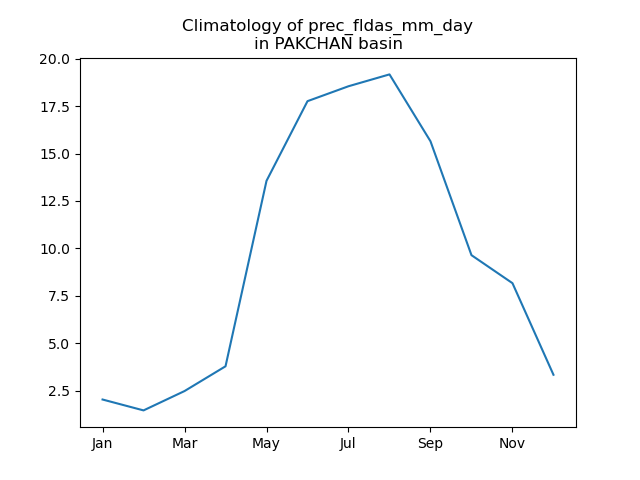 Climatology of prec_fldas_mm_day
in PAKCHAN basin
20.0
17.5
15.0
12.5
10.0
7.5
5.0
2.5
Jan
Mar
May
Jul
Sep
Nov